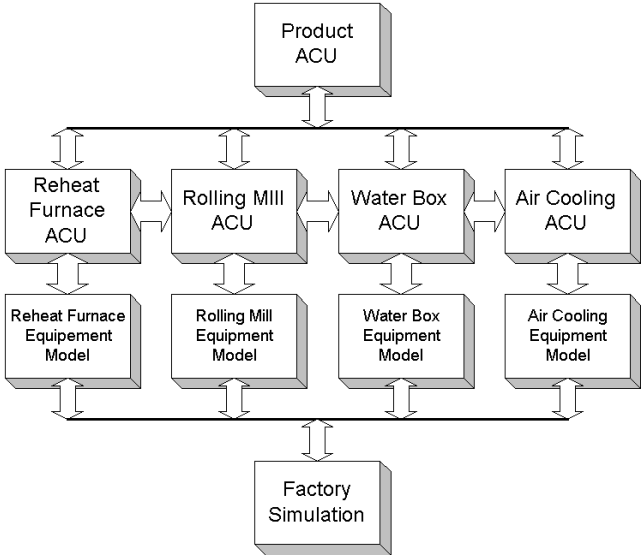 Product
ACU
Reheat
Furnace
ACU
Rolling MIll
ACU
Water Box
ACU
Air Cooling
ACU
Reheat Furnace
Equipement
Model
Rolling Mill
Equipment
Model
Water Box
Equipment
Model
Air Cooling
Equipment
Model
Factory
Simulation